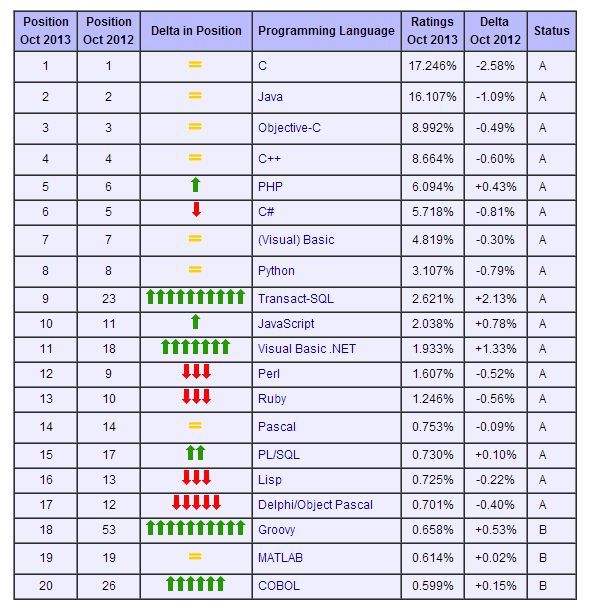 Position Oct 2013 Position Oct 2012 Delta in Position Programming Language Ratings Oct 2013 Delta Oct 2012 Status
1 1 = C 17.246% -2.58% A
2 2 = Java 16.107% -1.09% A
3 3 = Objective-C 8.992% -0.49% A
4 4 = C++ 8.664% -0.60% A
5 6 PHP 6.094% +0.43% A
6 5 C# 5.718% -0.81% A
7 7 = (Visual) Basic 4.819% -0.30% A
8 8 = Python 3.107% -0.79% A
9 23 Transact-SQL 2.621% +2.13% A
10 11 JavaScript 2.038% +0.78% A
11 18 Visual Basic .NET 1.933% +1.33% A
12 9 Perl 1.607% -0.52% A
13 10 Ruby 1.246% -0.56% A
14 14 = Pascal 0.753% -0.09% A
15 17 PL/SQL 0.730% +0.10% A
16 13 Lisp 0.725% -0.22% A
17 12 Delphi/Object Pascal 0.701% -0.40% A
18 53 Groovy 0.658% +0.53% B
19 19 = MATLAB 0.614% +0.02% B
20 26 COBOL 0.599% +0.15% B